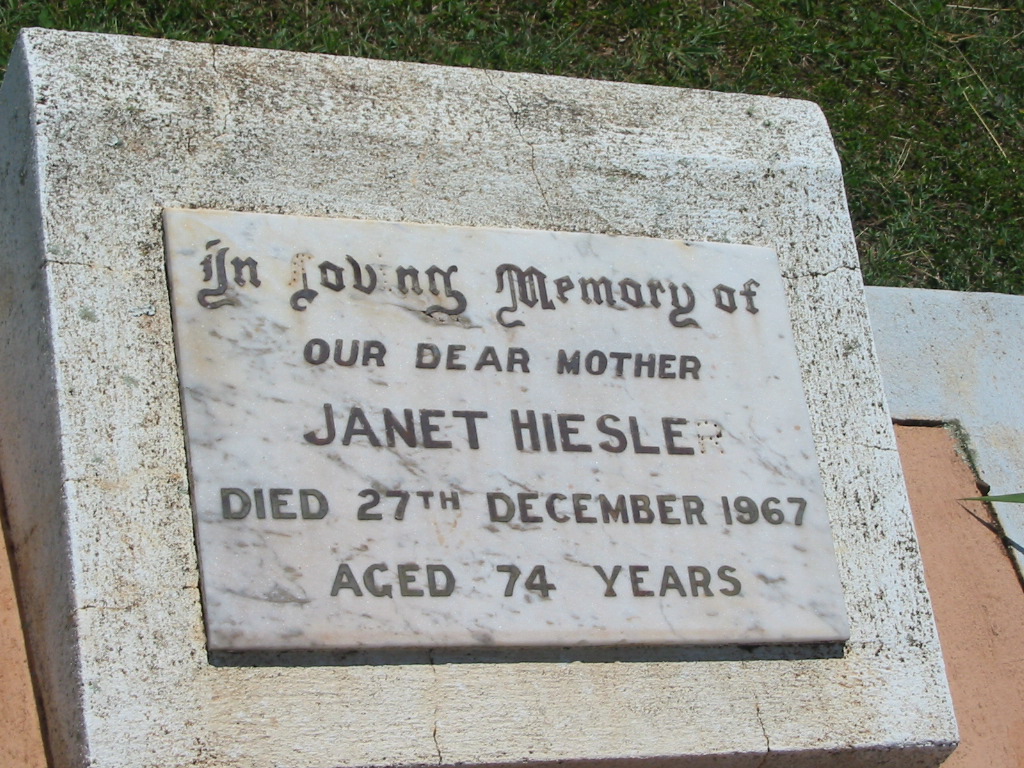 In Loving Memory of
OUR DEAR MOTHER
JANET HIESLER
DIED 27TH DECEMBER 1967
AGED 74 YEARS